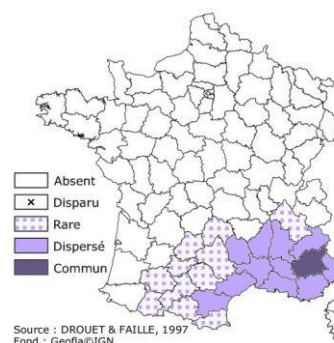 Absent
Disparu
Rare
Dispersé
Commun
Source : DROUET & FAILLE, 1997
Fond : Geofla©IGN